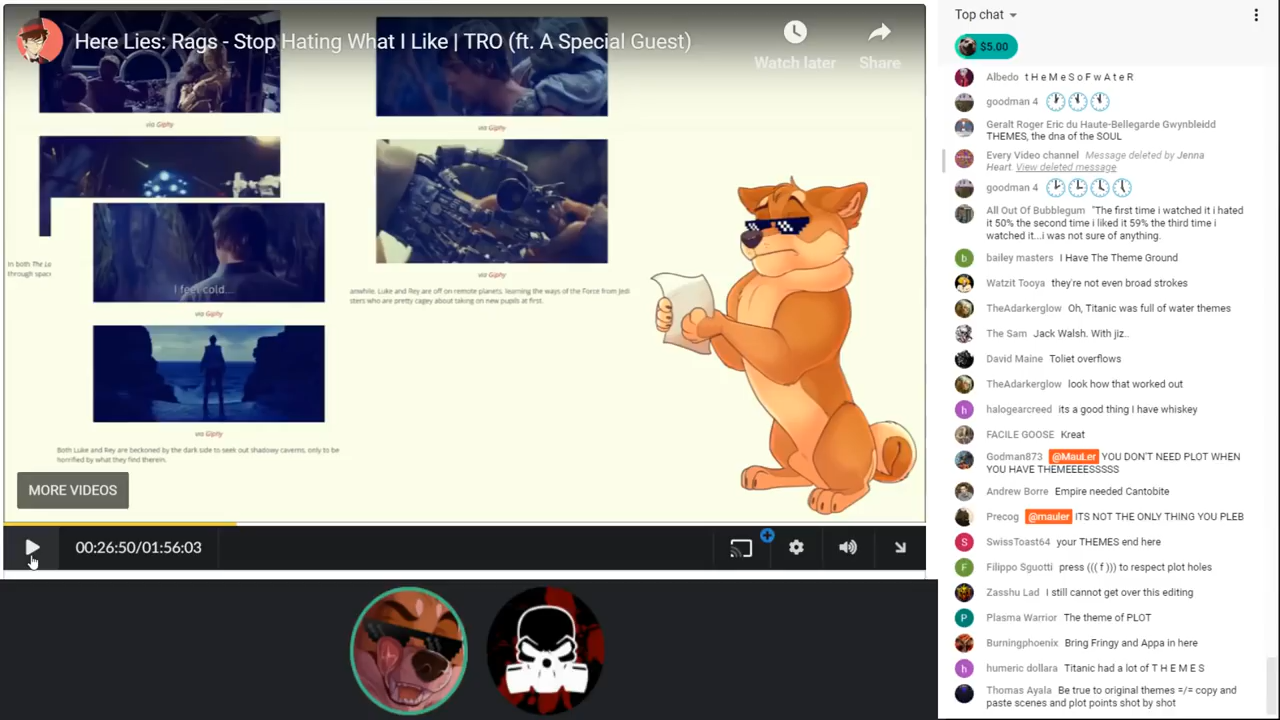 Here Lies: Rags - Stop Hating What I Like | TRO (ft. A Special Guest)
Watch later
Share
via Giphy
via Giphy
In both The La
through spac
I feel cold...
via Giphy
via Giphy
anwhile, Luke and Rey are off on remote planets, learning the ways of the Force from Jedi
sters who are pretty cagey about taking on new pupils at first.
via Giphy
Both Luke and Rey are beckoned by the dark side to seek out shadowy caverns, only to be
horrified by what they find therein.
MORE VIDEOS
00:26:50/01:56:03
Top chat
$5.00
Albedo t H e M e S o F w A t e R
goodman 4
Geralt Roger Eric du Haute-Bellegarde Gwynbleidd
THEMES, the dna of the SOUL
Every Video channel Message deleted by Jenna
Heart. View deleted message
goodman 4
All Out Of Bubblegum "The first time i watched it i hated
it 50% the second time i liked it 59% the third time i
watched it...i was not sure of anything.
bailey masters I Have The Theme Ground
Watzit Tooya they're not even broad strokes
TheAdarkerglow Oh, Titanic was full of water themes
The Sam Jack Walsh. With jiz..
David Maine Toliet overflows
TheAdarkerglow look how that worked out
halogearcreed its a good thing I have whiskey
FACILE GOOSE Kreat
Godman873 @MauLer YOU DON'T NEED PLOT WHEN
YOU HAVE THEMEEEESSSSS
Andrew Borre Empire needed Cantobite
Precog @mauler ITS NOT THE ONLY THING YOU PLEB
SwissToast64 your THEMES end here
Filippo Sguotti press ((( f ))) to respect plot holes
Zasshu Lad I still cannot get over this editing
Plasma Warrior The theme of PLOT
Burningphoenix Bring Fringy and Appa in here
humeric dollara Titanic had a lot of T H E M E S
Thomas Ayala Be true to original themes =/= copy and
paste scenes and plot points shot by shot